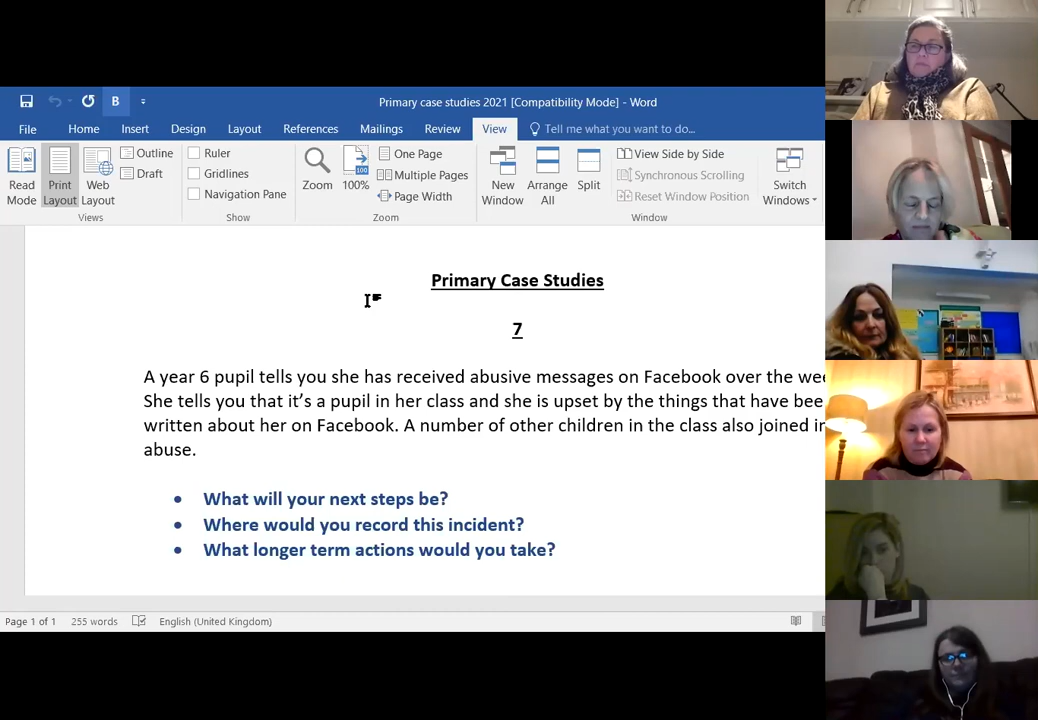 B
Primary case studies 2021 [Compatibility Mode] - Word
File Home Insert Design Layout References Mailings Review View Tell me what you want to do...
Read Mode
Print Layout
Web Layout
Outline
Draft
Views
Ruler
Gridlines
Navigation Pane
Show
Zoom
100
100%
One Page
Multiple Pages
Page Width
Zoom
New Window
Arrange All
Split
View Side by Side
Synchronous Scrolling
Reset Window Position
Window
Switch Windows
Primary Case Studies
7
A year 6 pupil tells you she has received abusive messages on Facebook over the wee
She tells you that it's a pupil in her class and she is upset by the things that have bee
written about her on Facebook. A number of other children in the class also joined in
abuse.
• What will your next steps be?
• Where would you record this incident?
• What longer term actions would you take?
Page 1 of 1 255 words English (United Kingdom)